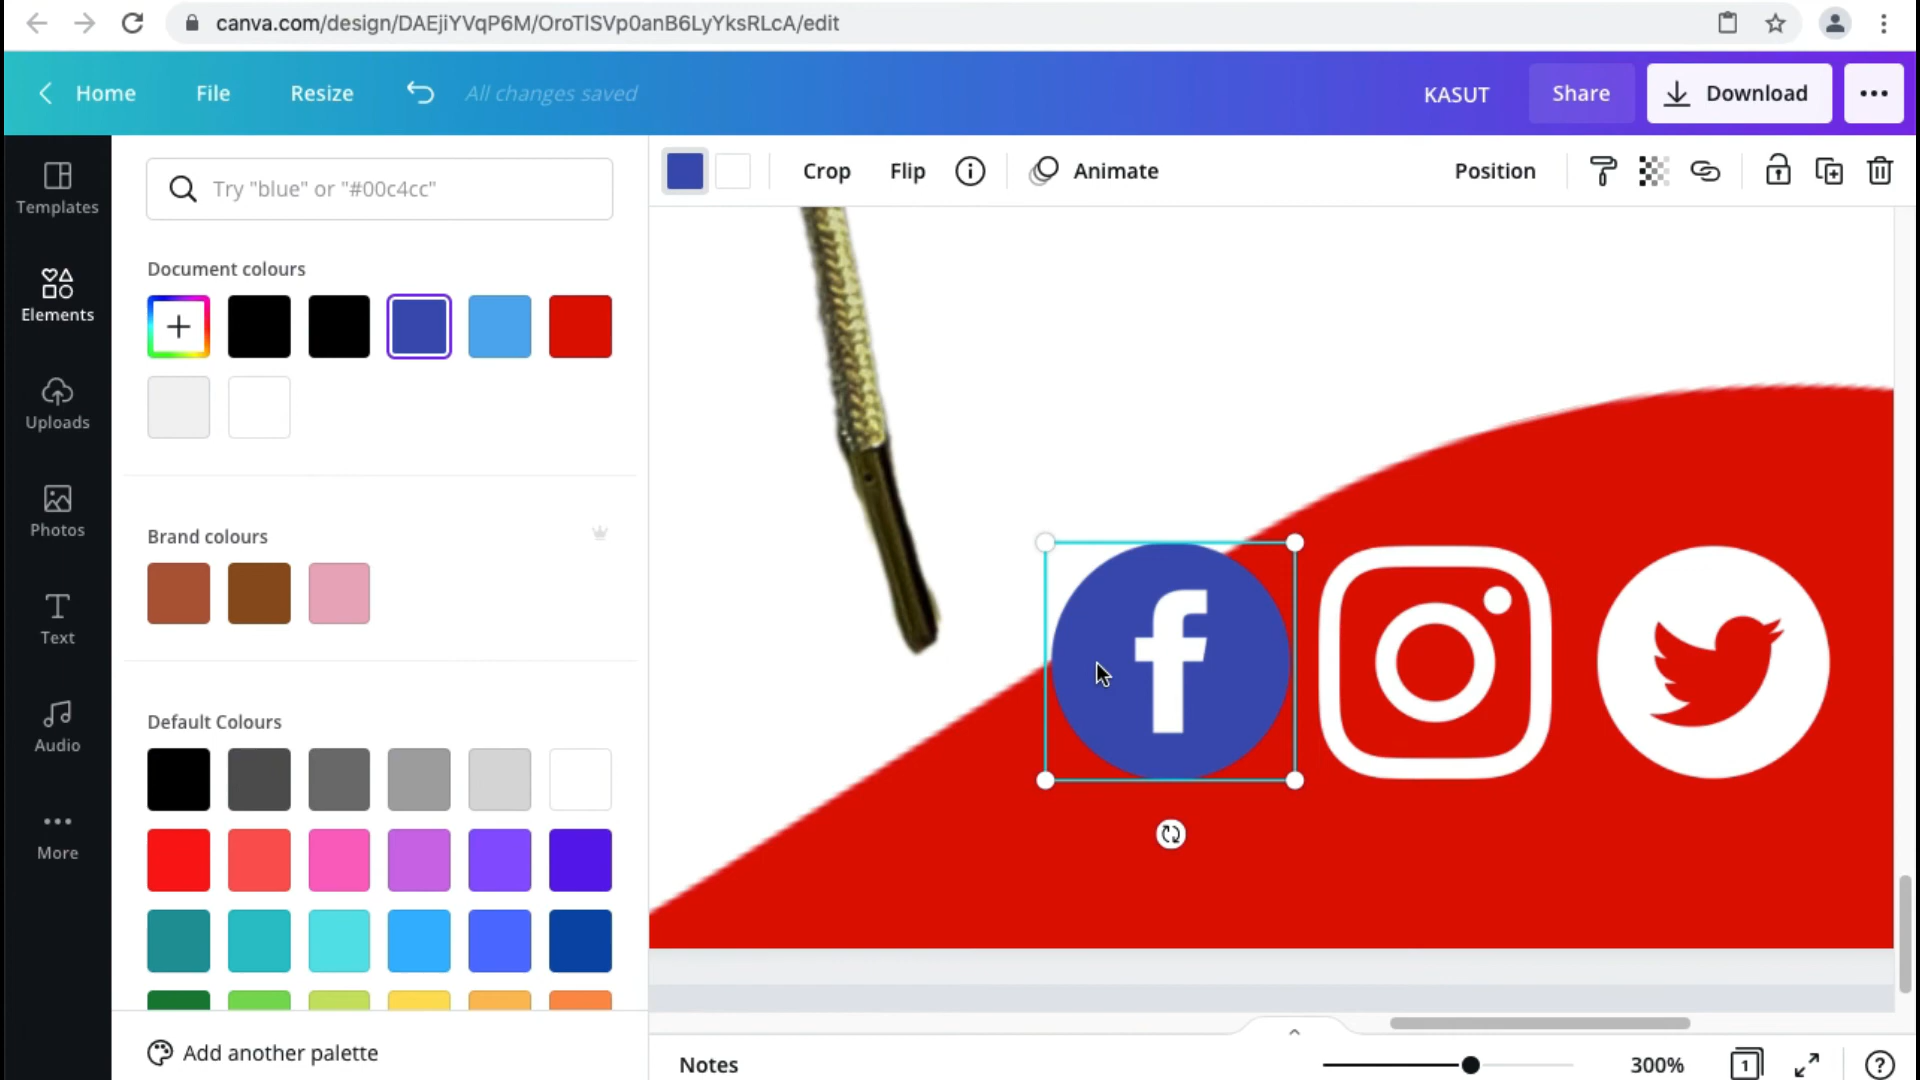 canva.com/design/DAEjiYVqP6M/OroTlSVp0anB6LyYksRLcA/edit
Home File Resize All changes saved KASUT Share Download
Templates
Elements
Uploads
Photos
Text
Audio
More
Try "blue" or "#00c4cc"
Document colours
Brand colours
Default Colours
Add another palette
Crop Flip Animate Position
f
Notes 300% 1 ?